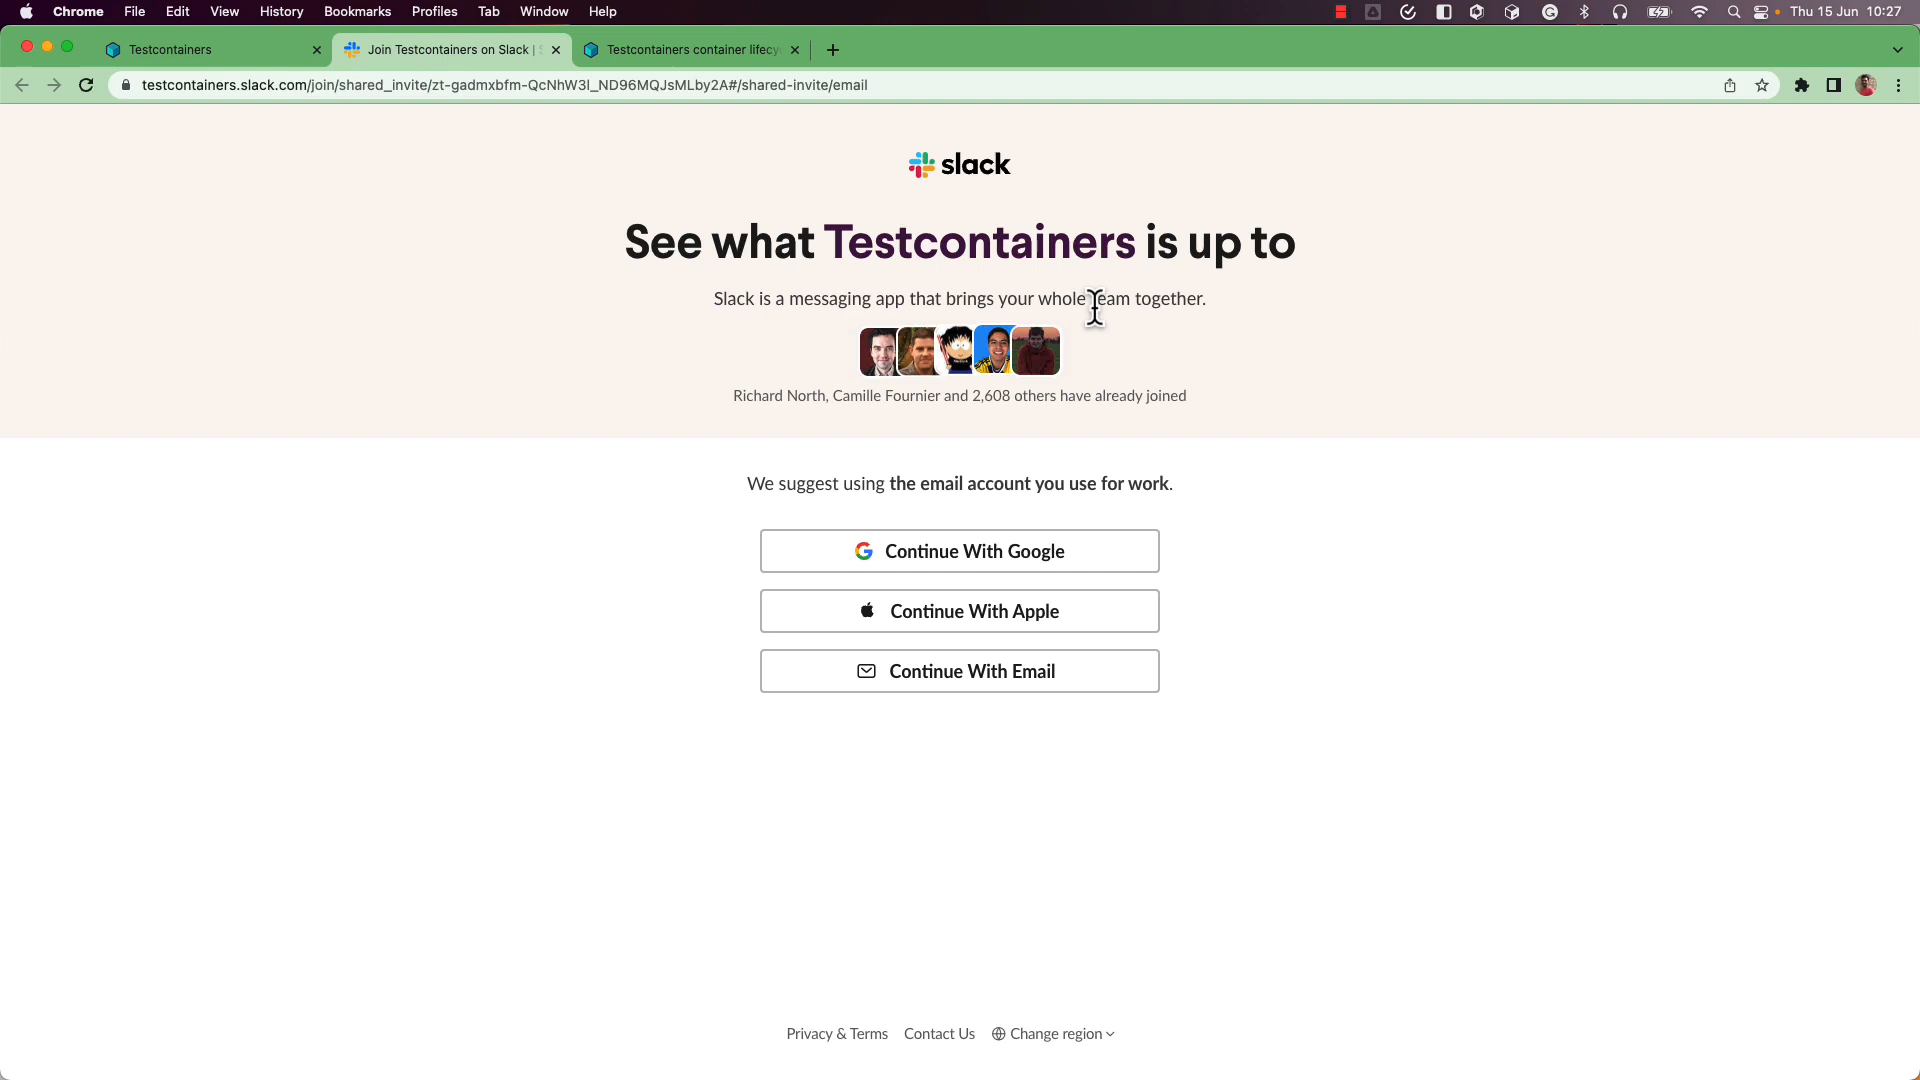 Chrome File Edit View History Bookmarks Profiles Tab Window Help Thu 15 Jun 10:27
Testcontainers Join Testcontainers on Slack | Testcontainers container lifecy
testcontainers.slack.com/join/shared_invite/zt-gadmxbfm-QcNhW3l_ND96MQJsMLby2A#/shared-invite/email
slack
See what Testcontainers is up to
Slack is a messaging app that brings your whole team together.
Richard North, Camille Fournier and 2,608 others have already joined
We suggest using the email account you use for work.
Continue With Google
Continue With Apple
Continue With Email
Privacy & Terms Contact Us Change region